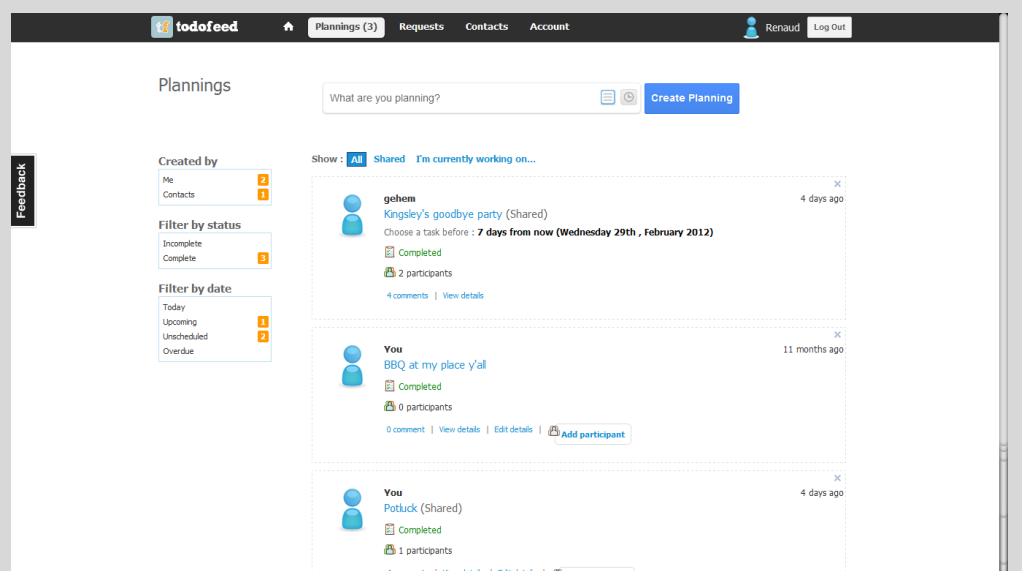 todofeed
Plannings (3) Requests Contacts Account
Renaud Log Out
Plannings
What are you planning? Create Planning
Feedback
Created by
Me 2
Contacts 1
Filter by status
Incomplete
Complete 3
Filter by date
Today
Upcoming 1
Unscheduled 2
Overdue
Show : All Shared I'm currently working on...
gehem 4 days ago
Kingsley's goodbye party (Shared)
Choose a task before : 7 days from now (Wednesday 29th , February 2012)
Completed
2 participants
4 comments | View details
You 11 months ago
BBQ at my place y'all
Completed
0 participants
0 comment | View details | Edit details | Add participant
You 4 days ago
Potluck (Shared)
Completed
1 participants